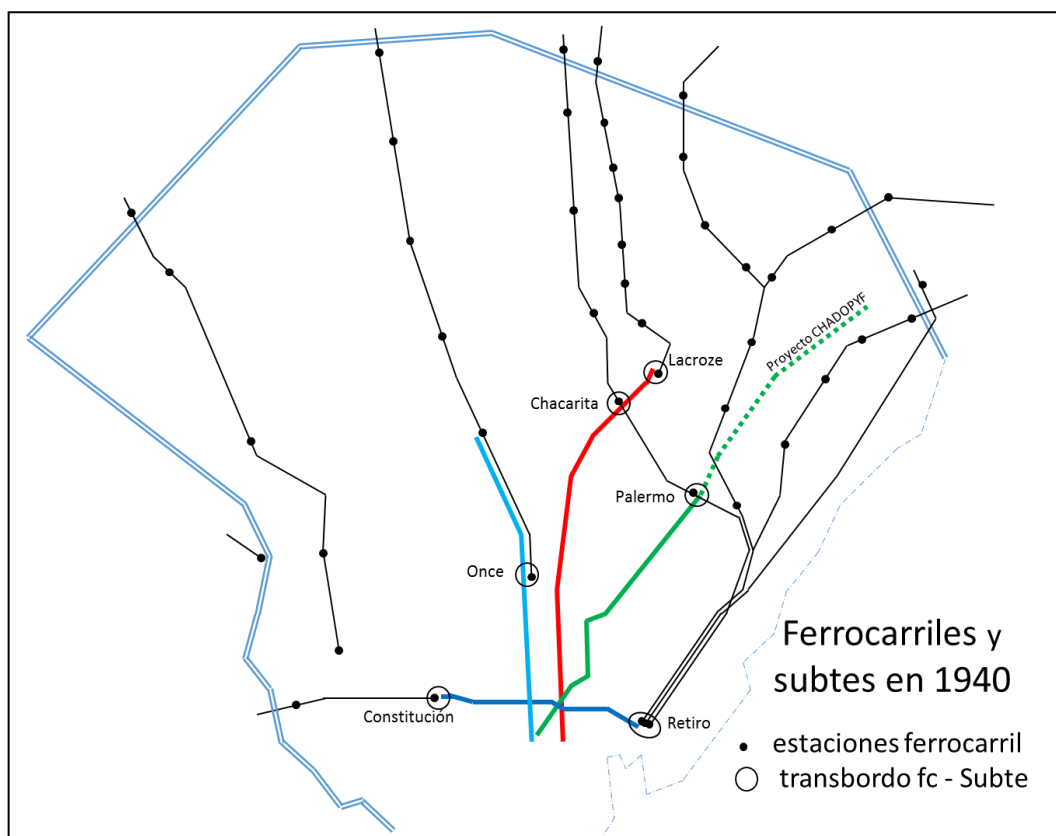 Proyecto CHADOPYF
Lacroze
Chacarita
Palermo
Once
Constitución
Retiro
Ferrocarriles y
subtes en 1940
estaciones ferrocarril
transbordo fc - Subte